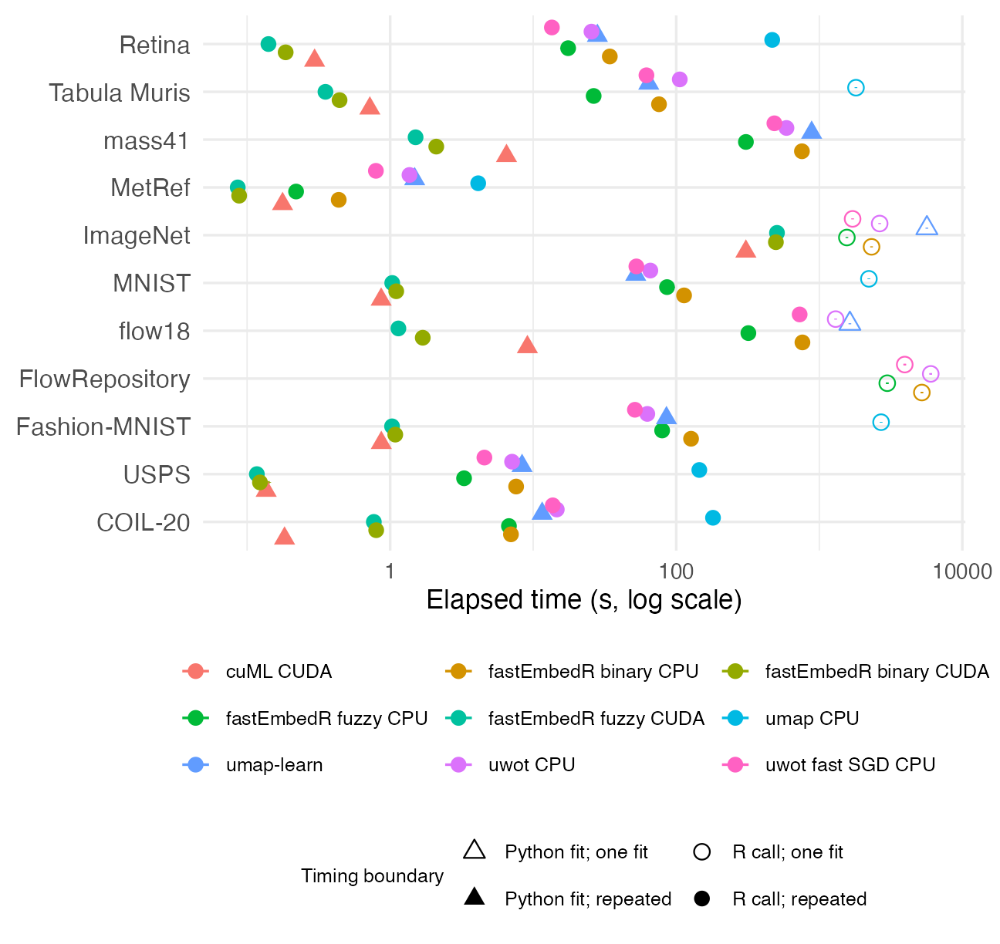 Retina
Tabula Muris
mass41
MetRef
ImageNet
MNIST
flow18
FlowRepository
Fashion-MNIST
USPS
COIL-20
1 100 10000
Elapsed time (s, log scale)
cuML CUDA fastEmbedR binary CPU fastEmbedR binary CUDA
fastEmbedR fuzzy CPU fastEmbedR fuzzy CUDA umap CPU
umap-learn uwot CPU uwot fast SGD CPU
Timing boundary
Python fit; one fit R call; one fit
Python fit; repeated R call; repeated